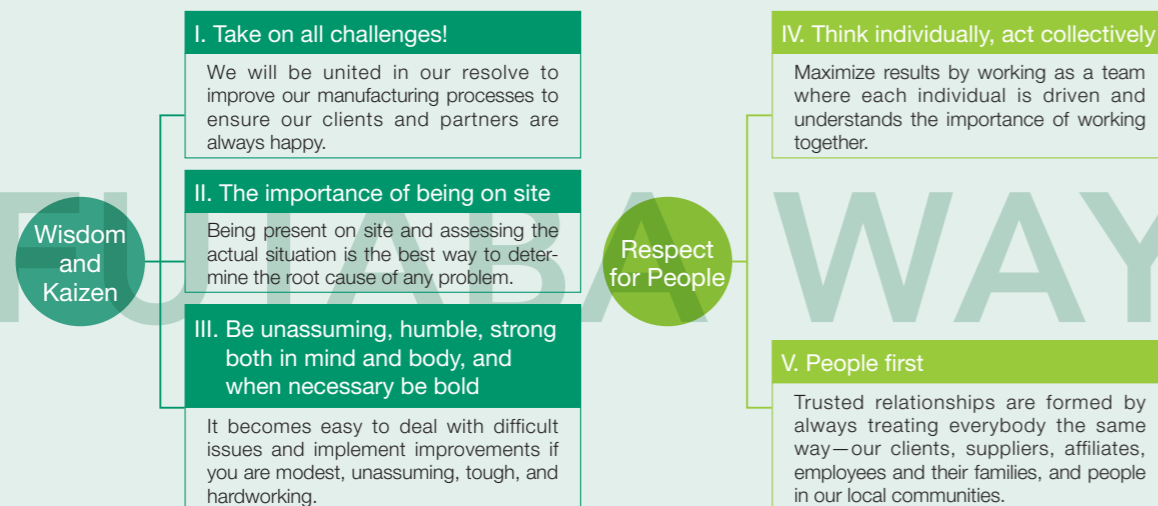 FUTABA WAY
Wisdom
and
Kaizen
I. Take on all challenges!
We will be united in our resolve to
improve our manufacturing processes to
ensure our clients and partners are
always happy.
II. The importance of being on site
Being present on site and assessing the
actual situation is the best way to deter-
mine the root cause of any problem.
III. Be unassuming, humble, strong
both in mind and body, and
when necessary be bold
It becomes easy to deal with difficult
issues and implement improvements if
you are modest, unassuming, tough, and
hardworking.
Respect
for People
IV. Think individually, act collectively
Maximize results by working as a team
where each individual is driven and
understands the importance of working
together.
V. People first
Trusted relationships are formed by
always treating everybody the same
way—our clients, suppliers, affiliates,
employees and their families, and people
in our local communities.